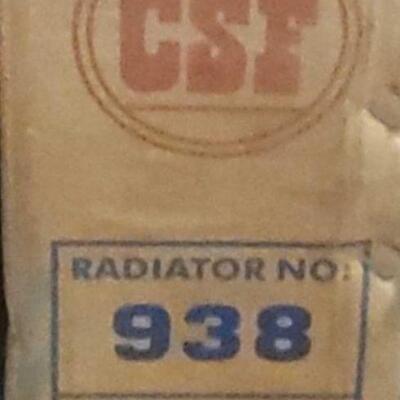 CSF
RADIATOR NO:
938